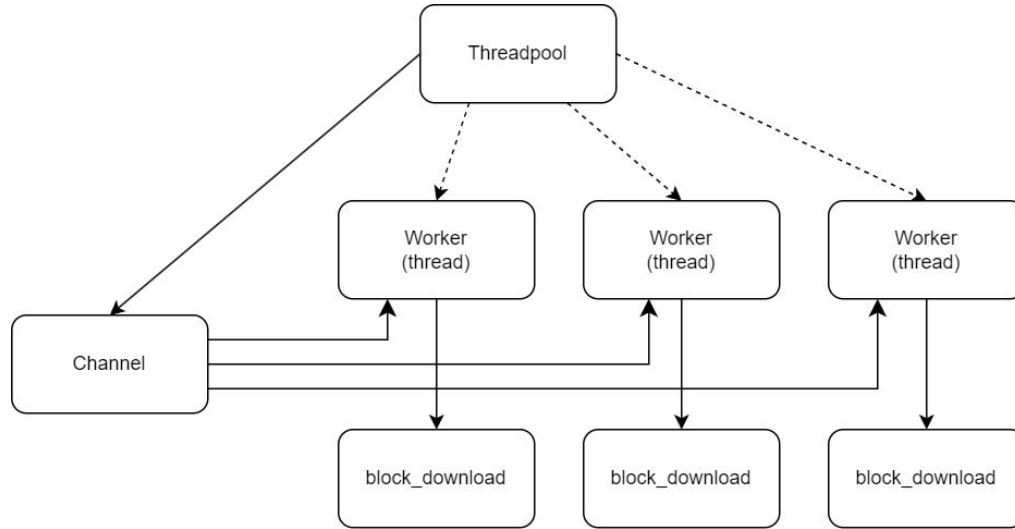 Threadpool
Worker
(thread)
Worker
(thread)
Worker
(thread)
Channel
block_download
block_download
block_download